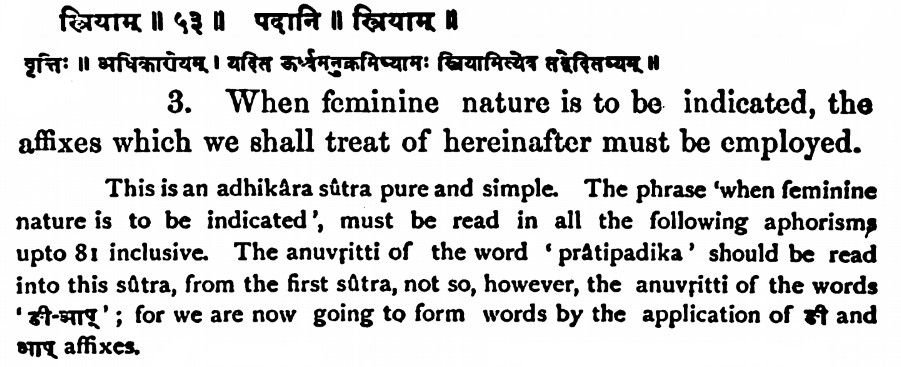 स्त्रियाम् ॥ ५३ ॥ पदानि ॥ स्त्रियाम् ॥
वृत्तिः ॥ अधिकारोयम् । यदित ऊर्ध्वमनुक्रमिष्यामः स्त्रियामित्येव तद्वेदितव्यम् ॥
3. When feminine nature is to be indicated, the
affixes which we shall treat of hereinafter must be employed.
This is an adhikâra sûtra pure and simple. The phrase 'when feminine
nature is to be indicated', must be read in all the following aphorisms
upto 81 inclusive. The anuvṛitti of the word 'prâtipadika' should be read
into this sûtra, from the first sûtra, not so, however, the anuvṛitti of the words
'ङी-आप्'; for we are now going to form words by the application of ङी and
आप् affixes.